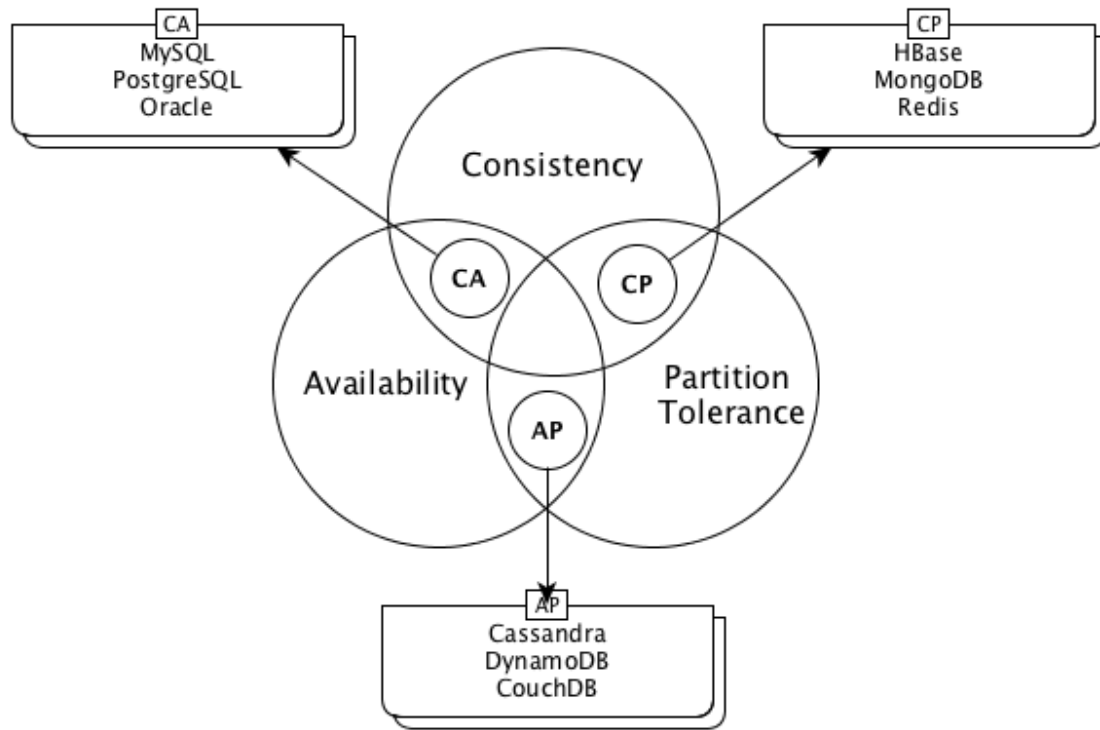 CA
MySQL
PostgreSQL
Oracle
CP
HBase
MongoDB
Redis
Consistency
CA
CP
Availability
Partition
Tolerance
AP
AP
Cassandra
DynamoDB
CouchDB